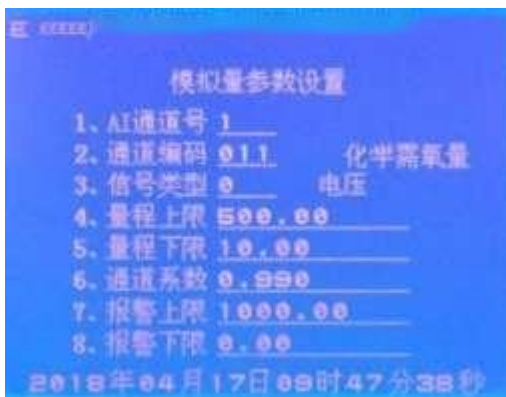 模拟量参数设置
1、AI通道号 1
2、通道编码 011 化学需氧量
3、信号类型 0 电压
4、量程上限 500.00
5、量程下限 10.00
6、通道系数 0.990
7、报警上限 1000.00
8、报警下限 0.00
2018年04月17日09时47分38秒